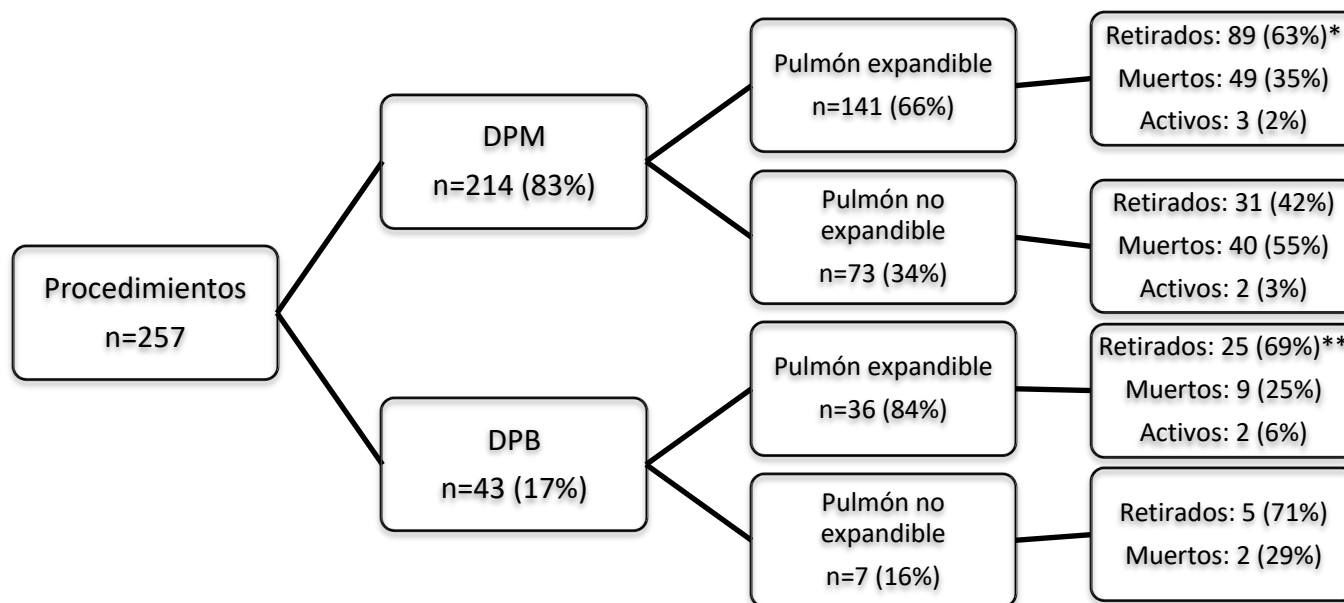 Procedimientos
n=257
DPM
n=214 (83%)
DPB
n=43 (17%)
Pulmón expandible
n=141 (66%)
Pulmón no
expandible
n=73 (34%)
Pulmón expandible
n=36 (84%)
Pulmón no
expandible
n=7 (16%)
Retirados: 89 (63%)*
Muertos: 49 (35%)
Activos: 3 (2%)
Retirados: 31 (42%)
Muertos: 40 (55%)
Activos: 2 (3%)
Retirados: 25 (69%)**
Muertos: 9 (25%)
Activos: 2 (6%)
Retirados: 5 (71%)
Muertos: 2 (29%)